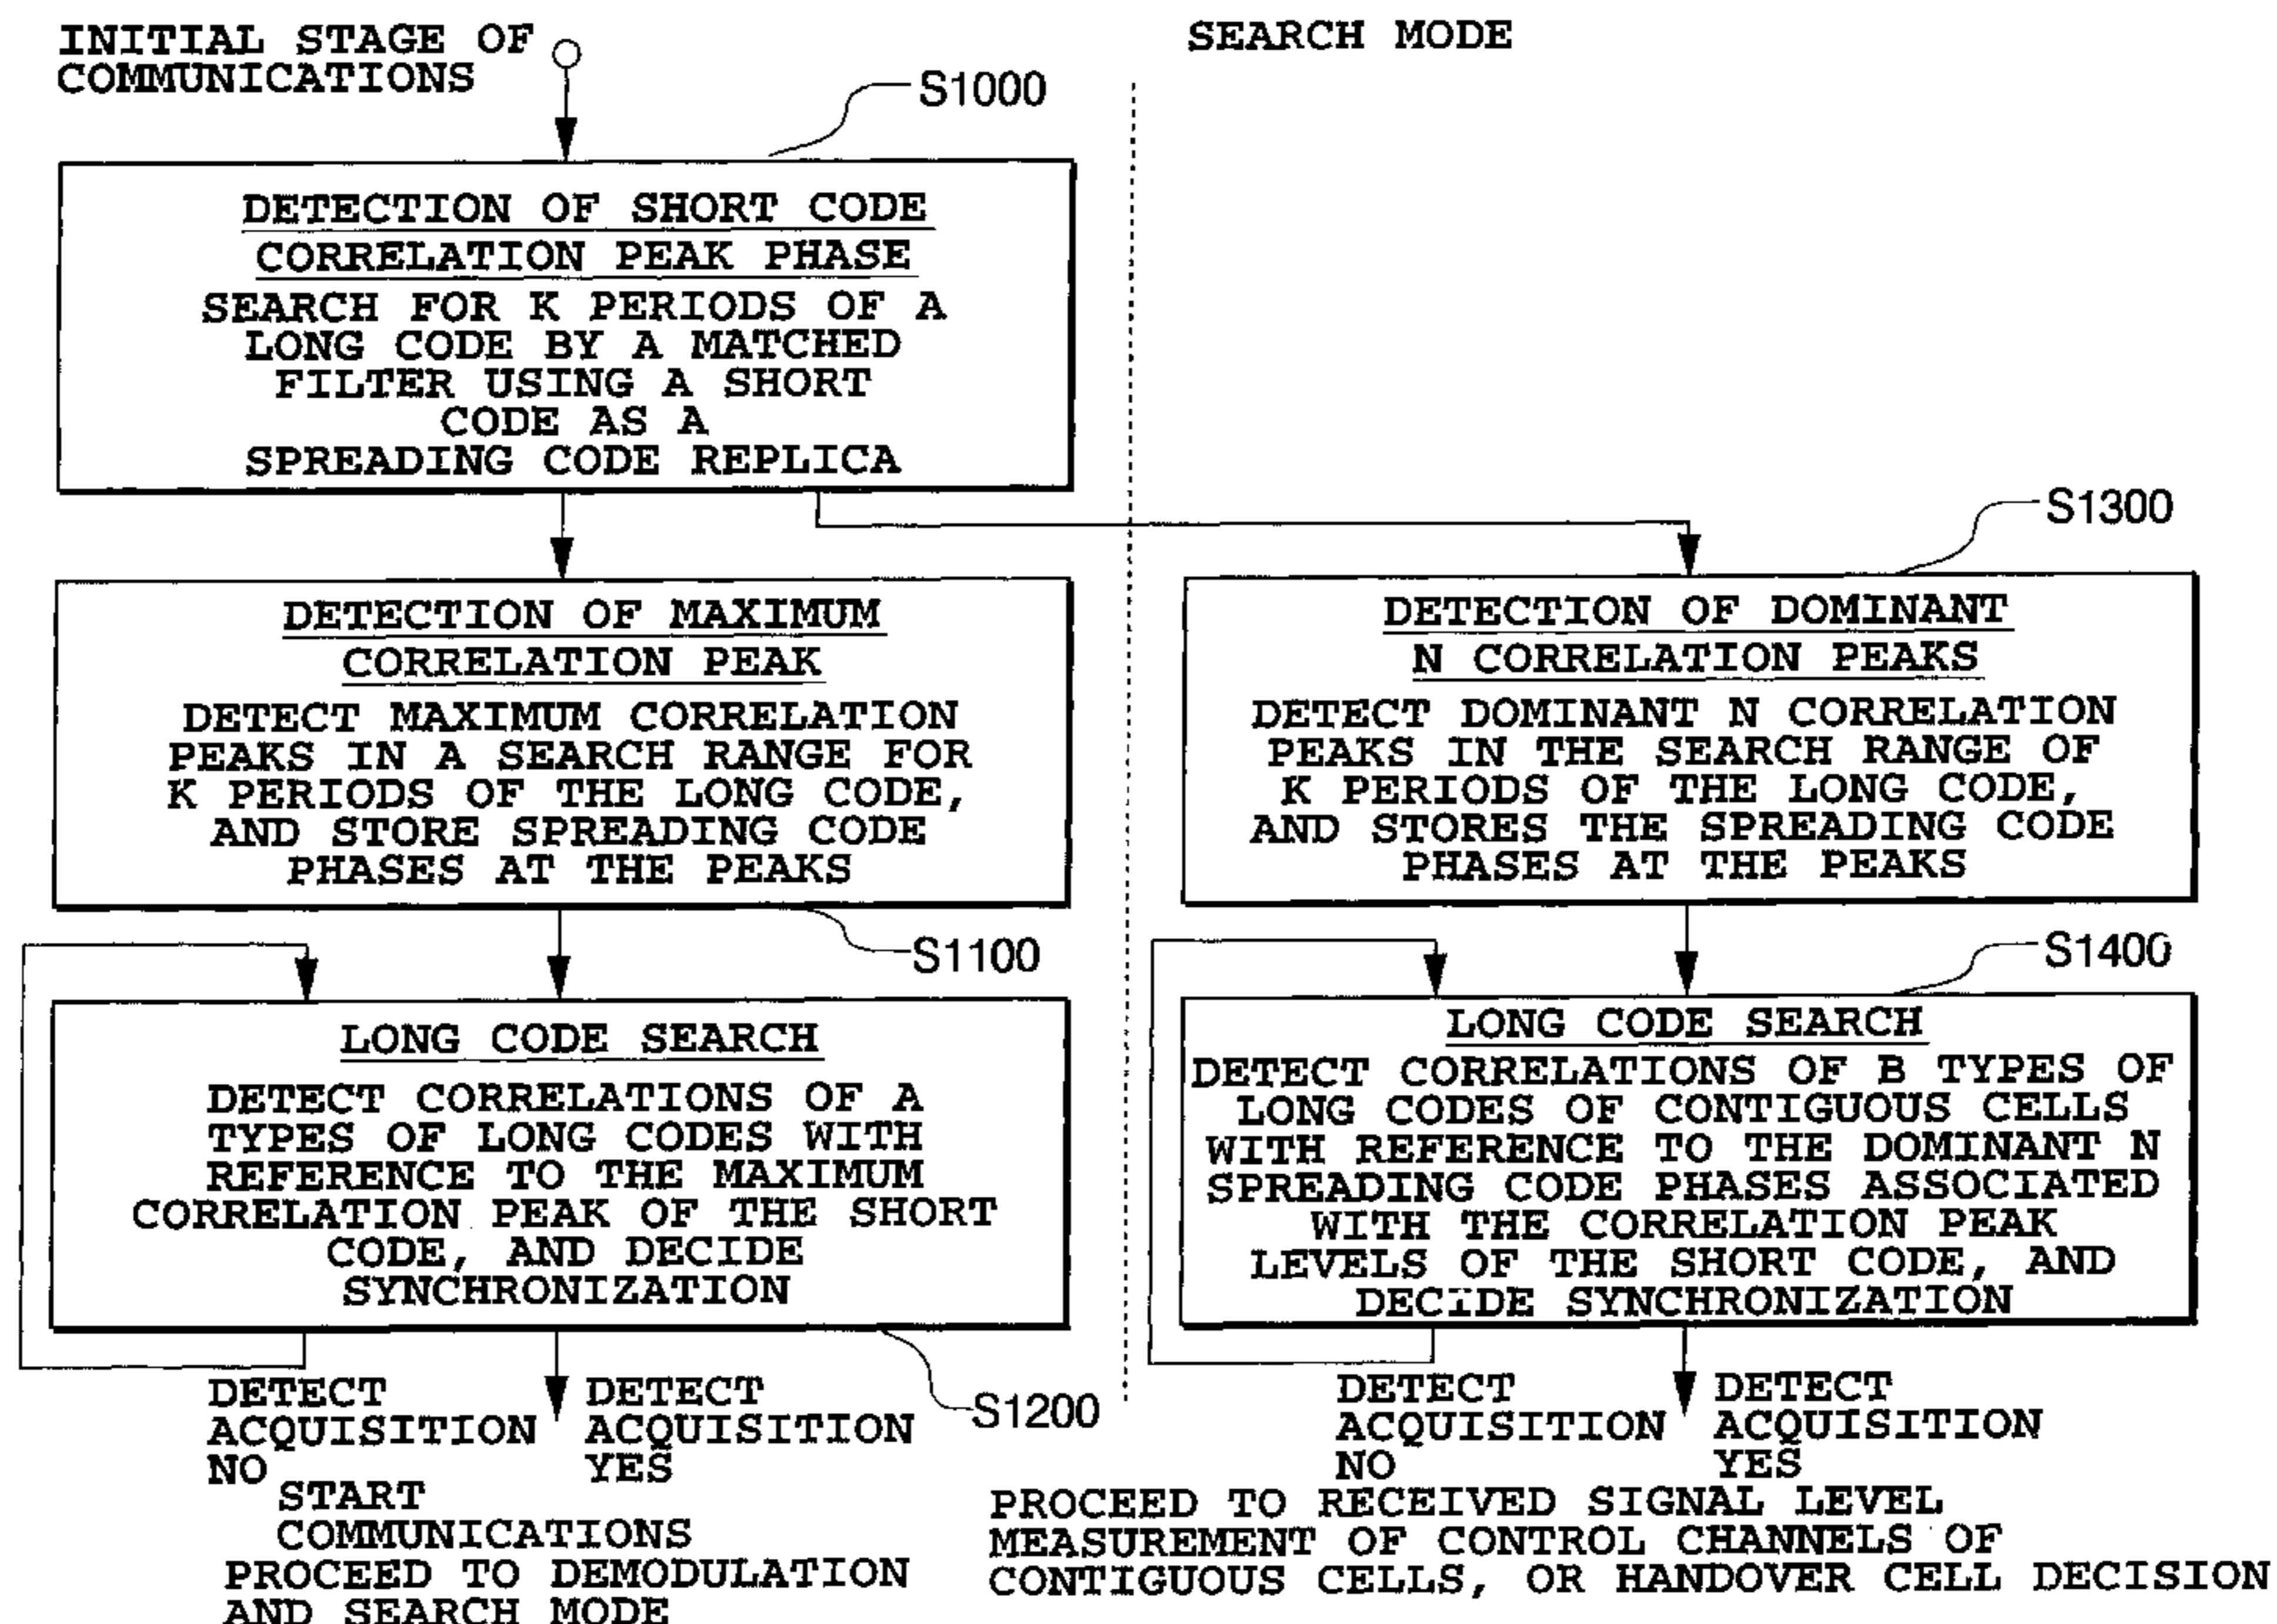 INITIAL STAGE OF
COMMUNICATIONS
SEARCH MODE
S1000
DETECTION OF SHORT CODE
CORRELATION PEAK PHASE
SEARCH FOR K PERIODS OF A
LONG CODE BY A MATCHED
FILTER USING A SHORT
CODE AS A
SPREADING CODE REPLICA
DETECTION OF MAXIMUM
CORRELATION PEAK
DETECT MAXIMUM CORRELATION
PEAKS IN A SEARCH RANGE FOR
K PERIODS OF THE LONG CODE,
AND STORE SPREADING CODE
PHASES AT THE PEAKS
S1100
LONG CODE SEARCH
DETECT CORRELATIONS OF A
TYPES OF LONG CODES WITH
REFERENCE TO THE MAXIMUM
CORRELATION PEAK OF THE SHORT
CODE, AND DECIDE
SYNCHRONIZATION
S1200
DETECT
ACQUISITION
NO
DETECT
ACQUISITION
YES
START
COMMUNICATIONS
PROCEED TO DEMODULATION
AND SEARCH MODE
S1300
DETECTION OF DOMINANT
N CORRELATION PEAKS
DETECT DOMINANT N CORRELATION
PEAKS IN THE SEARCH RANGE OF
K PERIODS OF THE LONG CODE,
AND STORES THE SPREADING CODE
PHASES AT THE PEAKS
S1400
LONG CODE SEARCH
DETECT CORRELATIONS OF B TYPES OF
LONG CODES OF CONTIGUOUS CELLS
WITH REFERENCE TO THE DOMINANT N
SPREADING CODE PHASES ASSOCIATED
WITH THE CORRELATION PEAK
LEVELS OF THE SHORT CODE, AND
DECIDE SYNCHRONIZATION
DETECT
ACQUISITION
NO
DETECT
ACQUISITION
YES
PROCEED TO RECEIVED SIGNAL LEVEL
MEASUREMENT OF CONTROL CHANNELS OF
CONTIGUOUS CELLS, OR HANDOVER CELL DECISION